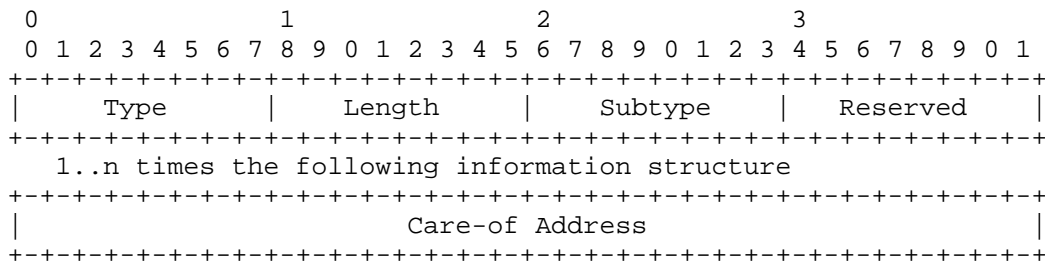 0                1                2                3
0 1 2 3 4 5 6 7 8 9 0 1 2 3 4 5 6 7 8 9 0 1 2 3 4 5 6 7 8 9 0 1
+-+-+-+-+-+-+-+-+-+-+-+-+-+-+-+-+-+-+-+-+-+-+-+-+-+-+-+-+-+-+-+-+
| Type | Length | Subtype | Reserved |
+-+-+-+-+-+-+-+-+-+-+-+-+-+-+-+-+-+-+-+-+-+-+-+-+-+-+-+-+-+-+-+-+
1..n times the following information structure
+-+-+-+-+-+-+-+-+-+-+-+-+-+-+-+-+-+-+-+-+-+-+-+-+-+-+-+-+-+-+-+-+
| Care-of Address |
+-+-+-+-+-+-+-+-+-+-+-+-+-+-+-+-+-+-+-+-+-+-+-+-+-+-+-+-+-+-+-+-+